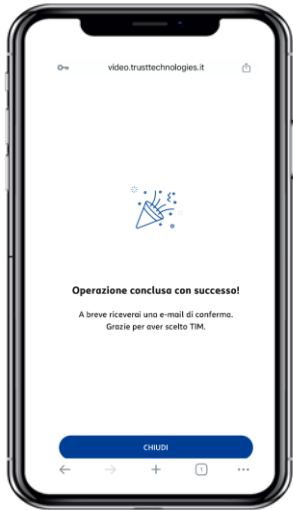 video.trusttechnologies.it
Operazione conclusa con successo!
A breve riceverai una e-mail di conferma.
Grazie per aver scelto TIM.
CHIUDI
1